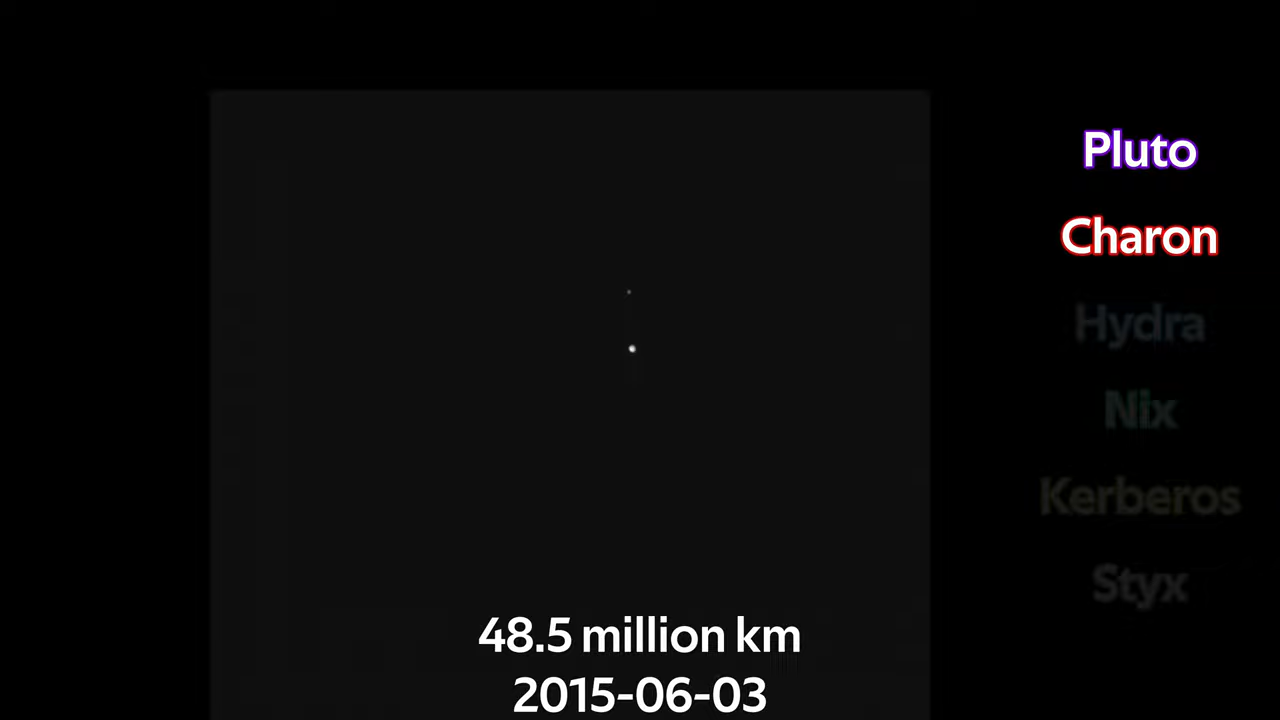 Pluto
Charon
Hydra
Nix
Kerberos
Styx
48.5 million km
2015-06-03